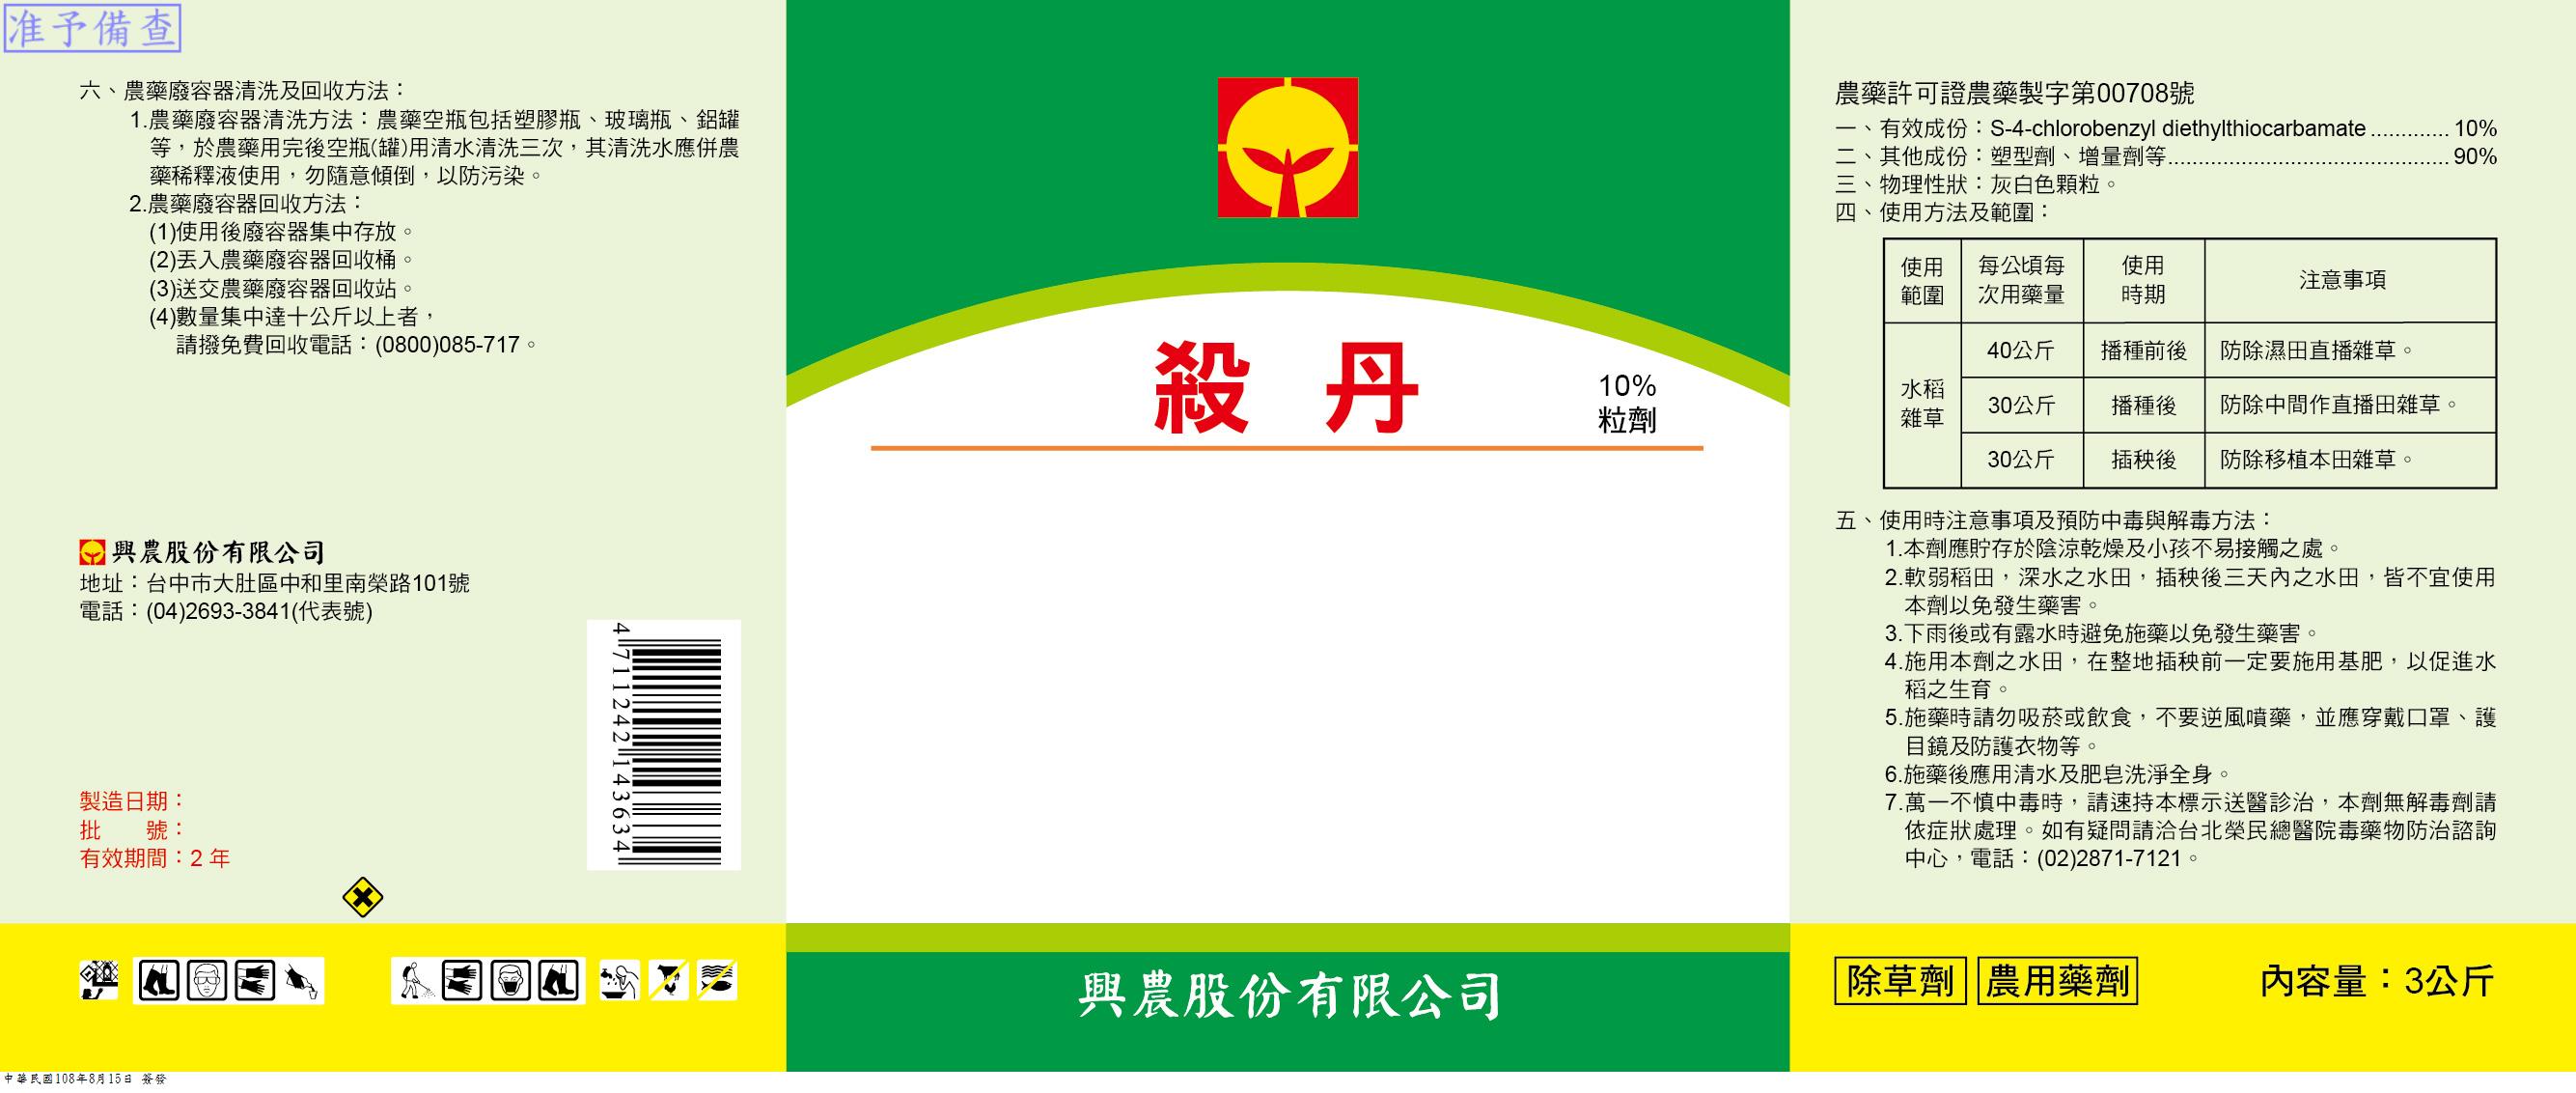 准予備查
六、農藥廢容器清洗及回收方法：
1.農藥廢容器清洗方法：農藥空瓶包括塑膠瓶、玻璃瓶、鋁罐
等，於農藥用完後空瓶(罐)用清水清洗三次，其清洗水應併農
藥稀釋液使用，勿隨意傾倒，以防污染。
2.農藥廢容器回收方法：
(1)使用後廢容器集中存放。
(2)丟入農藥廢容器回收桶。
(3)送交農藥廢容器回收站。
(4)數量集中達十公斤以上者，
請撥免費回收電話：(0800)085-717。
興農股份有限公司
地址：台中市大肚區中和里南榮路101號
電話：(04)2693-3841(代表號)
4 711242 143634
製造日期：
批　　號：
有效期間：2 年
中華民國108年8月15日 簽發
殺 丹
10%
粒劑
興農股份有限公司
農藥許可證農藥製字第00708號
一、有效成份：S-4-chlorobenzyl diethylthiocarbamate ............. 10%
二、其他成份：塑型劑、增量劑等.............................................. 90%
三、物理性狀：灰白色顆粒。
四、使用方法及範圍：
使用 每公頃每 使用 注意事項
範圍 次用藥量 時期
水稻
雜草
40公斤 播種前後 防除濕田直播雜草。
30公斤 播種後 防除中間作直播田雜草。
30公斤 插秧後 防除移植本田雜草。
五、使用時注意事項及預防中毒與解毒方法：
1.本劑應貯存於陰涼乾燥及小孩不易接觸之處。
2.軟弱稻田，深水之水田，插秧後三天內之水田，皆不宜使用
本劑以免發生藥害。
3.下雨後或有露水時避免施藥以免發生藥害。
4.施用本劑之水田，在整地插秧前一定要施用基肥，以促進水
稻之生育。
5.施藥時請勿吸菸或飲食，不要逆風噴藥，並應穿戴口罩、護
目鏡及防護衣物等。
6.施藥後應用清水及肥皂洗淨全身。
7.萬一不慎中毒時，請速持本標示送醫診治，本劑無解毒劑請
依症狀處理。如有疑問請洽台北榮民總醫院毒藥物防治諮詢
中心，電話：(02)2871-7121。
除草劑 農用藥劑 內容量：3公斤